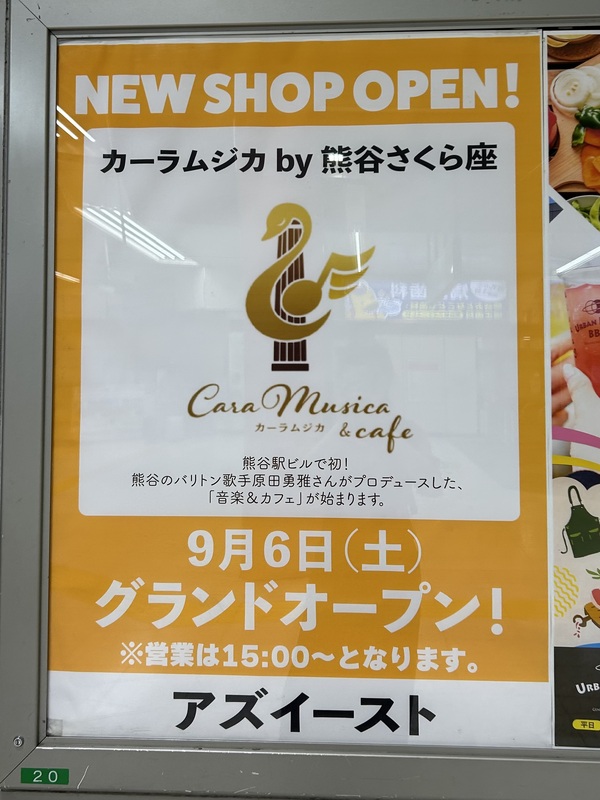 NEW SHOP OPEN!
カーラムジカ by 熊谷さくら座
Cara Musica
カーラムジカ
& cafe
熊谷駅ビルで初!
熊谷のバリトン歌手原田勇雅さんがプロデュースした、
「音楽&カフェ」が始まります。
9月6日(土)
グランドオープン!
※営業は15:00～となります。
アズイースト
20
平日